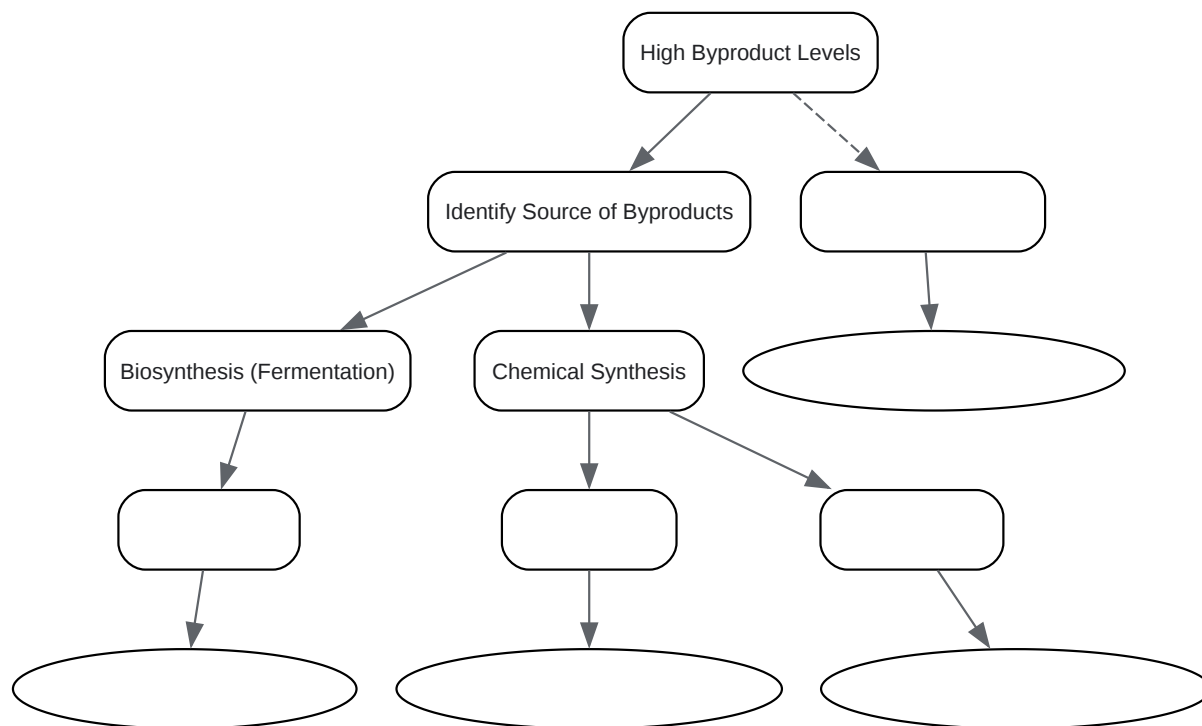 High Byproduct Levels
Identify Source of Byproducts
Biosynthesis (Fermentation)
Chemical Synthesis